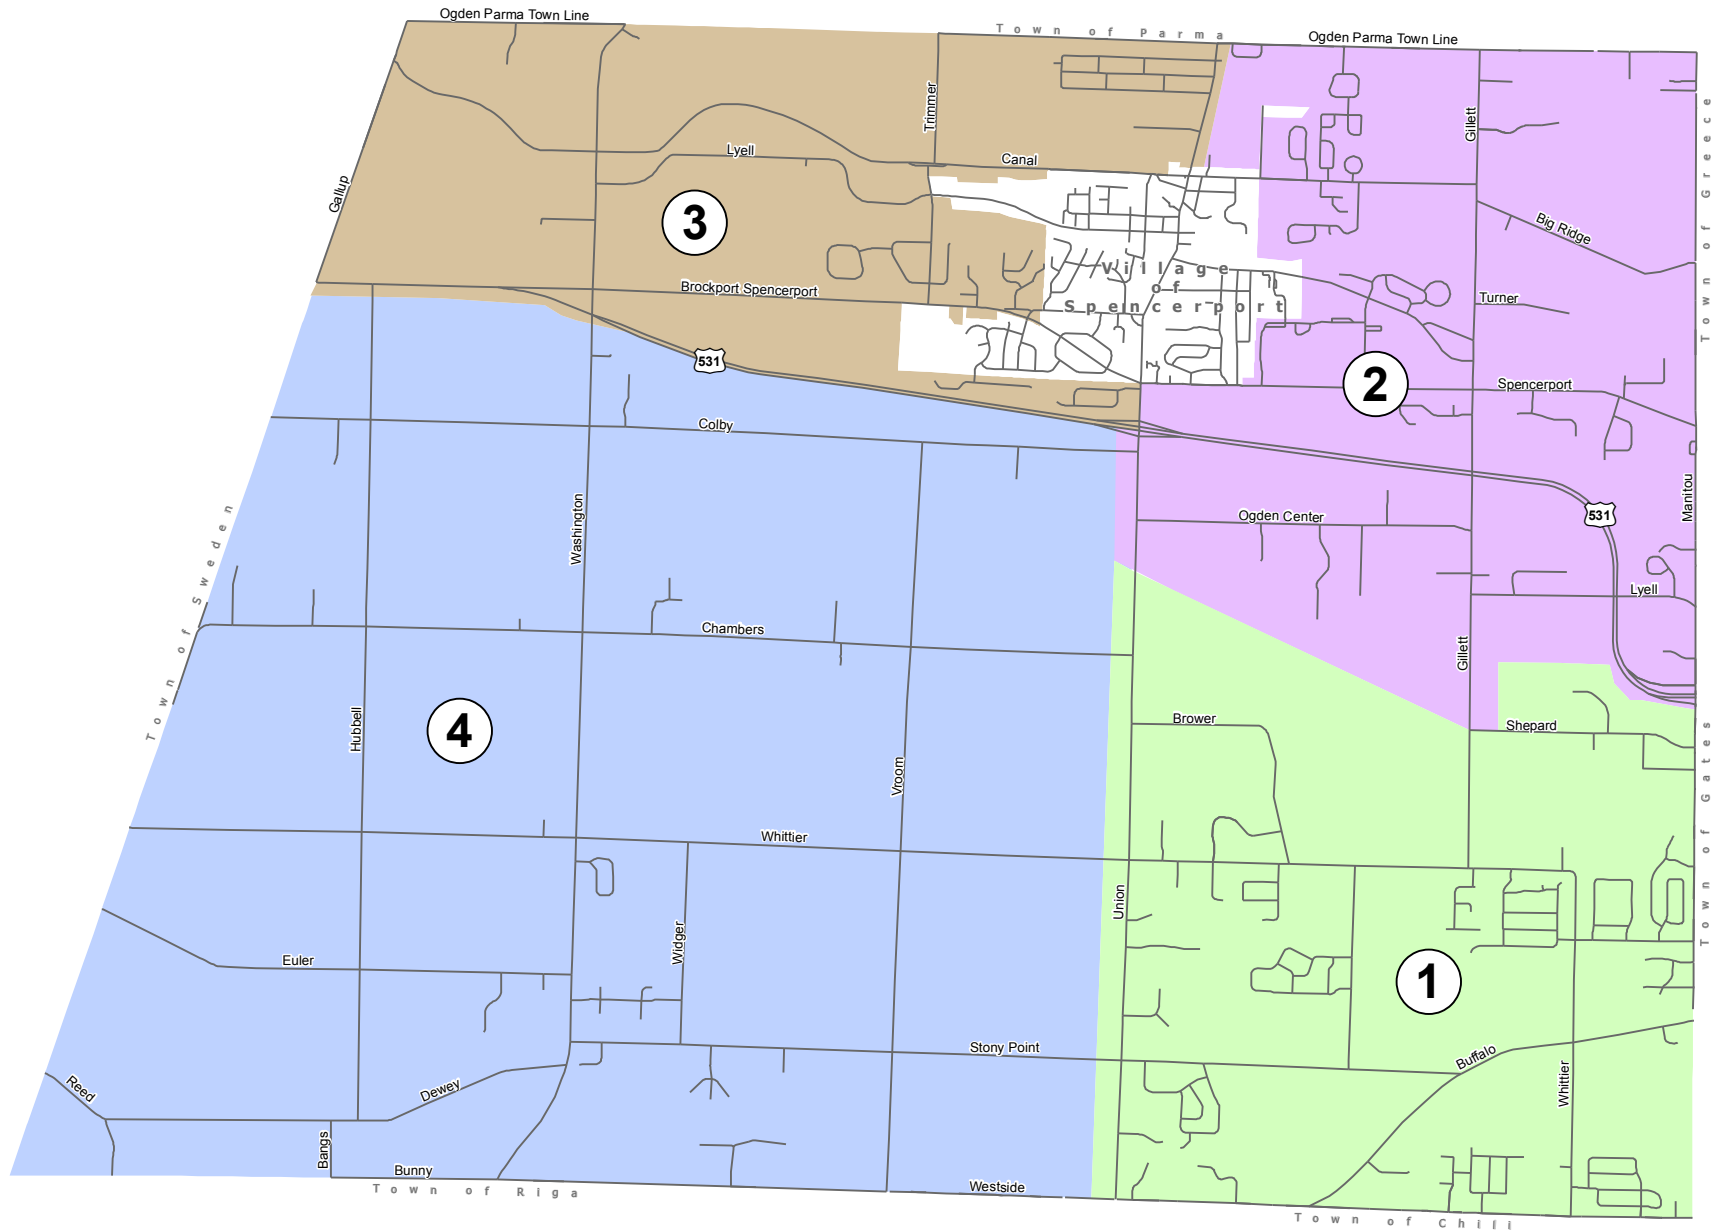 Ogden Parma Town Line
Town of Parma
Ogden Parma Town Line
Trimmer
Gillett
Town of Greece
Lyell
Canal
Gallup
3
Big Ridge
Village
of
Spencerport
Brockport Spencerport
Turner
531
2
Spencerport
Colby
Manitou
Washington
Ogden Center
531
Town of Sweden
Lyell
Chambers
Gillett
4
Hubbell
Brower
Shepard
Vroom
Town of Gates
Whittier
Union
Widger
Euler
1
Stony Point
Buffalo
Reed
Dewey
Whittier
Bangs
Bunny
Westside
Town of Riga
Town of Chili